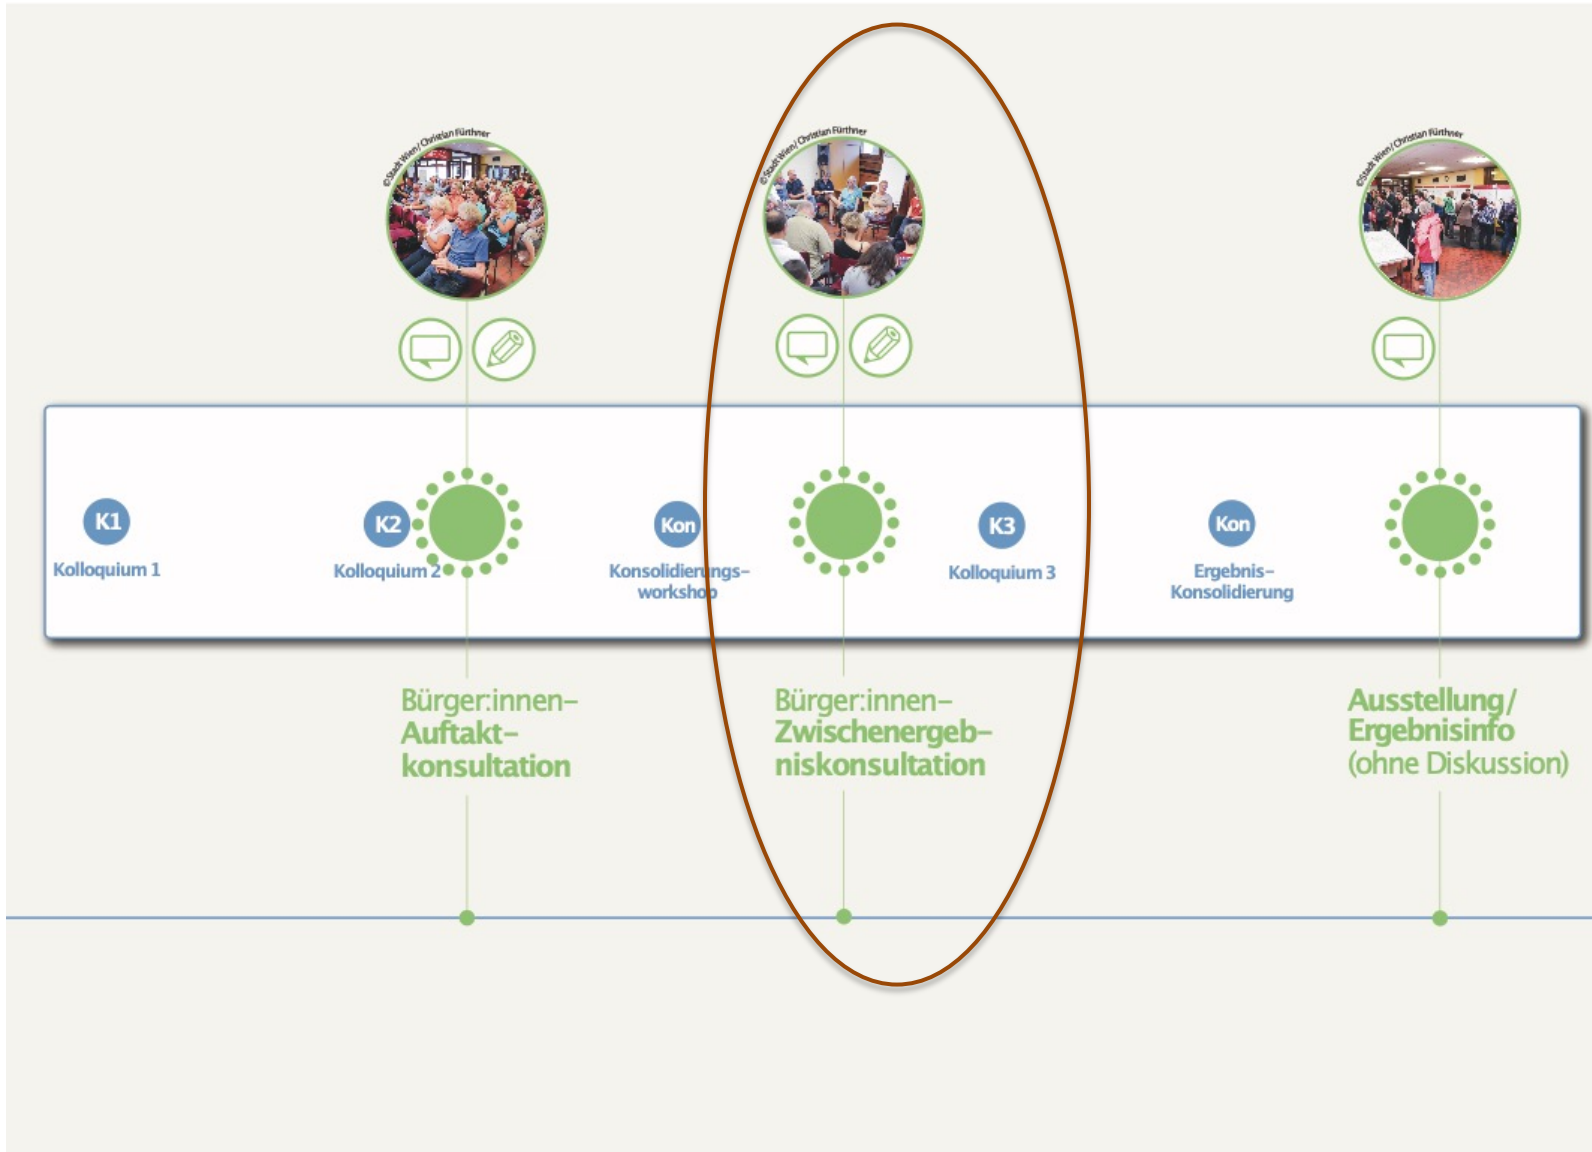 ©Stadt Wien/ Christian Fürthner
©Stadt Wien/ Christian Fürthner
©Stadt Wien/ Christian Fürthner
K1
Kolloquium 1
K2
Kolloquium 2
Kon
Konsolidierungs-
workshop
K3
Kolloquium 3
Kon
Ergebnis-
Konsolidierung
Bürger:innen-
Auftakt-
konsultation
Bürger:innen-
Zwischenergeb-
niskonsultation
Ausstellung/
Ergebnisinfo
(ohne Diskussion)